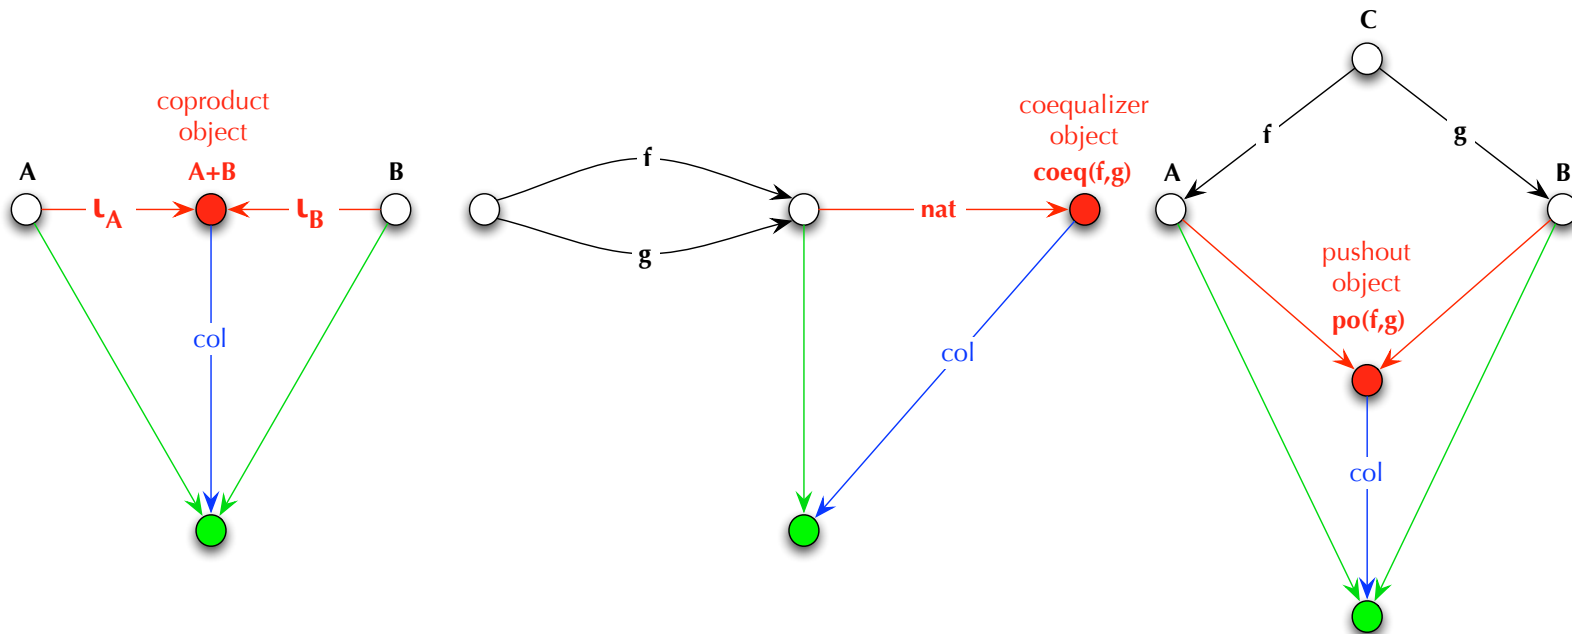 coproduct
object
A
A+B
B
ιA
ιB
col
f
g
nat
coequalizer
object
coeq(f,g)
col
C
f
g
A
B
pushout
object
po(f,g)
col